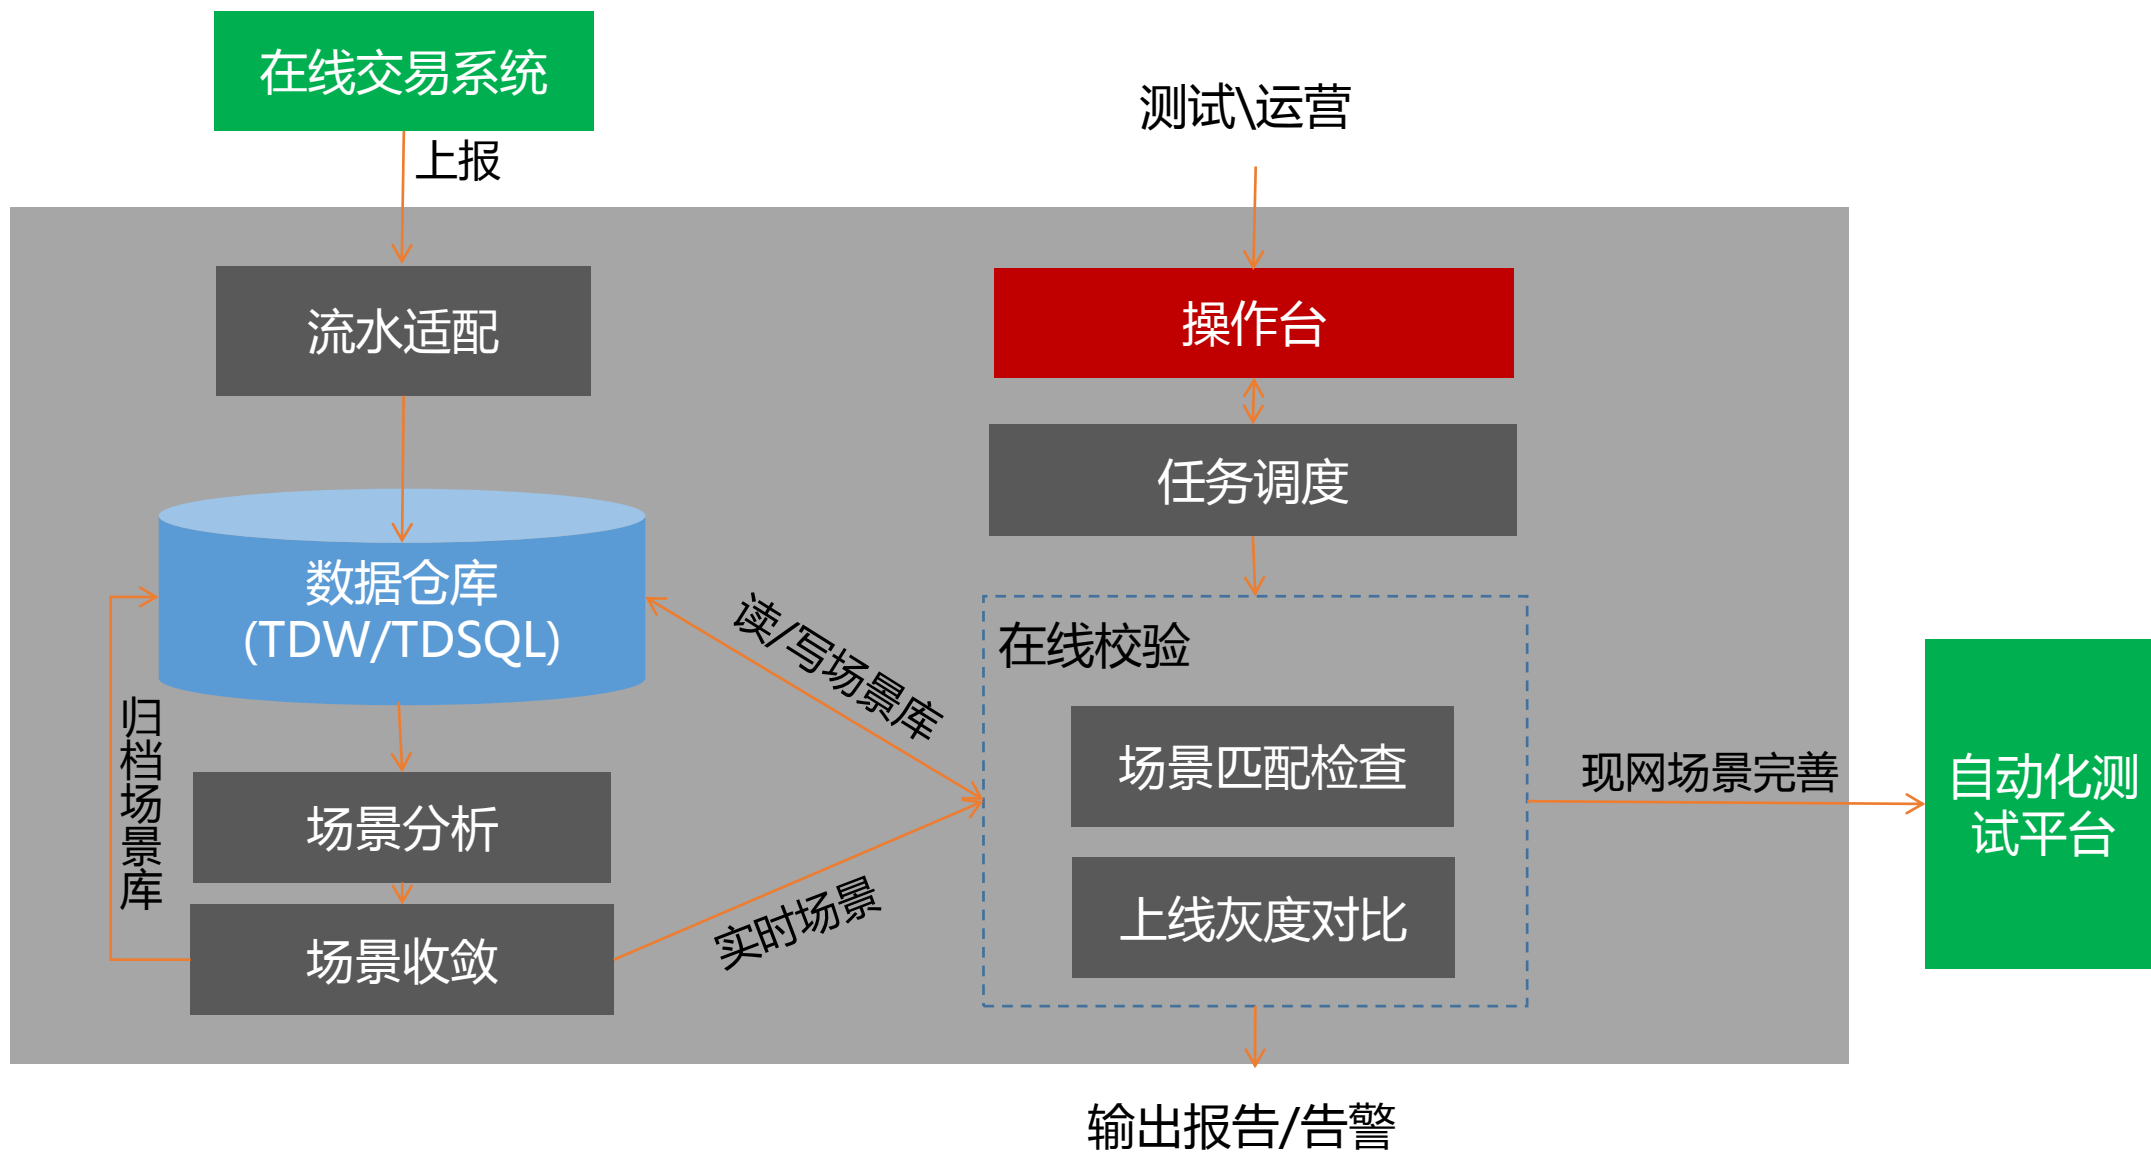 在线交易系统
上报
测试\运营
流水适配
操作台
任务调度
数据仓库
(TDW/TDSQL)
读/写场景库
在线校验
归档场景库
场景匹配检查
现网场景完善
自动化测
试平台
场景分析
上线灰度对比
实时场景
场景收敛
输出报告/告警